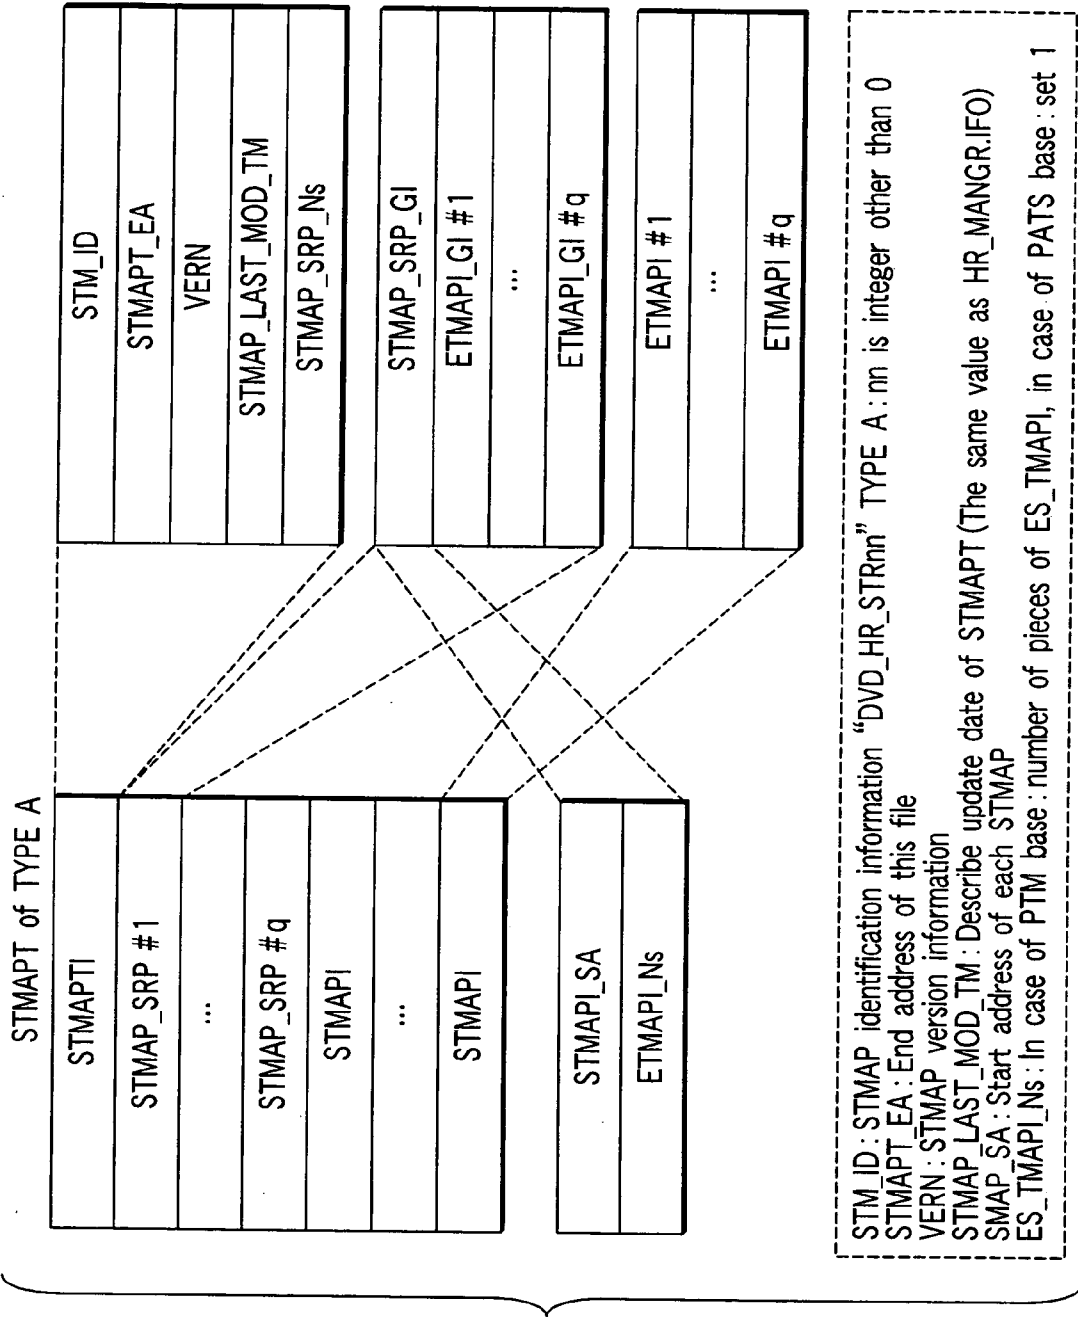 STMAPT of TYPE A
STMAPTI
STMAP_SRP #1
...
STMAP_SRP #q
STMAPI
...
STMAPI
STMAPI_SA
ETMAPI_Ns
STM_ID
STMAPT_EA
VERN
STMAP_LAST_MOD_TM
STMAP_SRP_Ns
STMAP_SRP_GI
ETMAPI_GI #1
...
ETMAPI_GI #q
ETMAPI #1
...
ETMAPI #q
STM_ID : STMAP identification information “DVD_HR_STRnn” TYPE A : nn is integer other than 0
STMAPT_EA : End address of this file
VERN : STMAP version information
STMAP_LAST_MOD_TM : Describe update date of STMAPT (The same value as HR_MANGR.IFO)
SMAP_SA : Start address of each STMAP
ES_TMAPI_Ns : In case of PTM base : number of pieces of ES_TMAPI, in case of PATS base : set 1